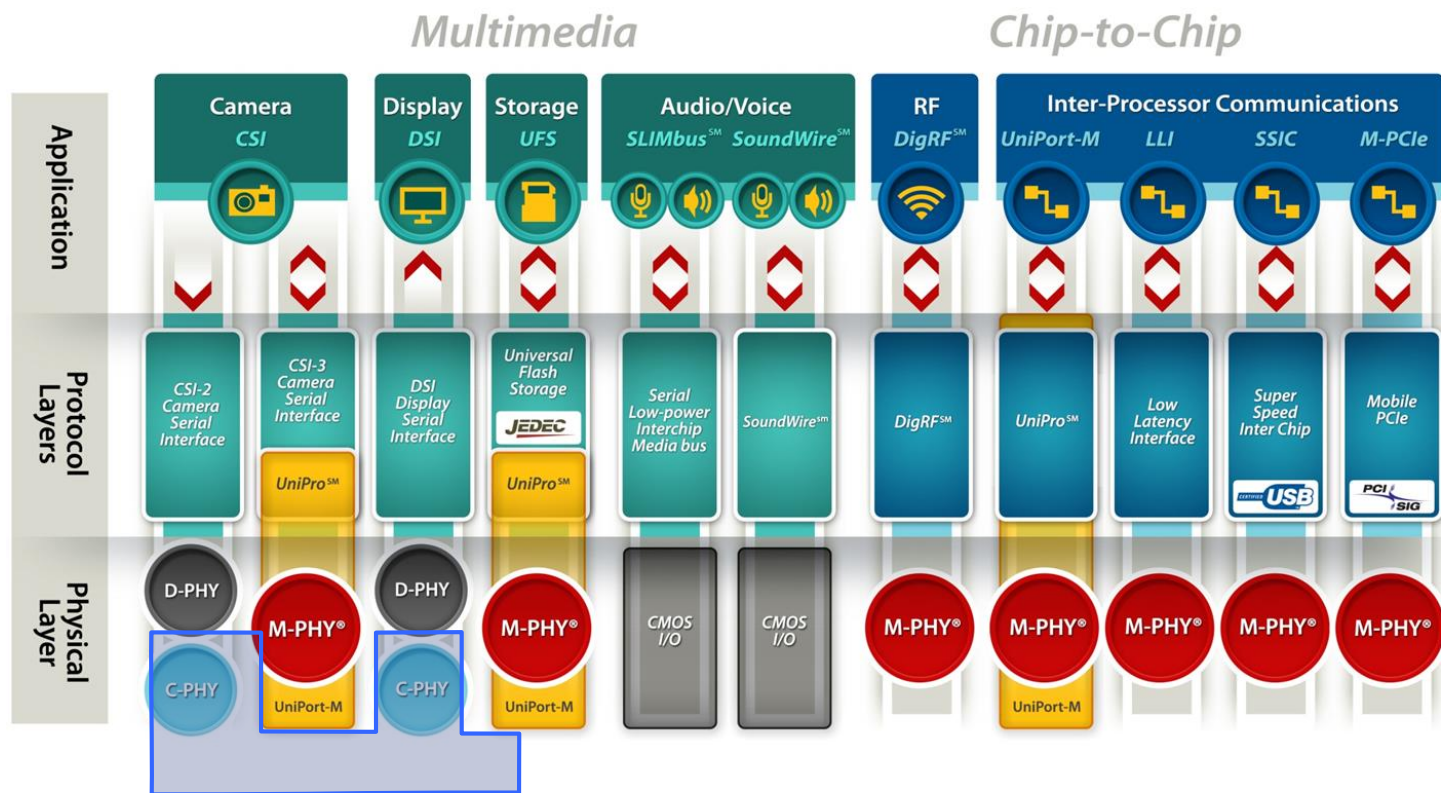 Multimedia
Chip-to-Chip
Application
Camera
CSI
Display
DSI
Storage
UFS
Audio/Voice
SLIMbus℠
SoundWire℠
RF
DigRF℠
Inter-Processor Communications
UniPort-M
LLI
SSIC
M-PCIe
Protocol
Layers
CSI-2
Camera
Serial
Interface
CSI-3
Camera
Serial
Interface
UniPro℠
DSI
Display
Serial
Interface
Universal
Flash
Storage
JEDEC
UniPro℠
Serial
Low-power
Interchip
Media bus
SoundWire℠
DigRF℠
UniPro℠
Low
Latency
Interface
Super
Speed
Inter Chip
CERTIFIED USB
Mobile
PCIe
PCI
SIG
Physical
Layer
D-PHY
C-PHY
M-PHY®
UniPort-M
D-PHY
C-PHY
M-PHY®
UniPort-M
CMOS
I/O
CMOS
I/O
M-PHY®
M-PHY®
UniPort-M
M-PHY®
M-PHY®
M-PHY®